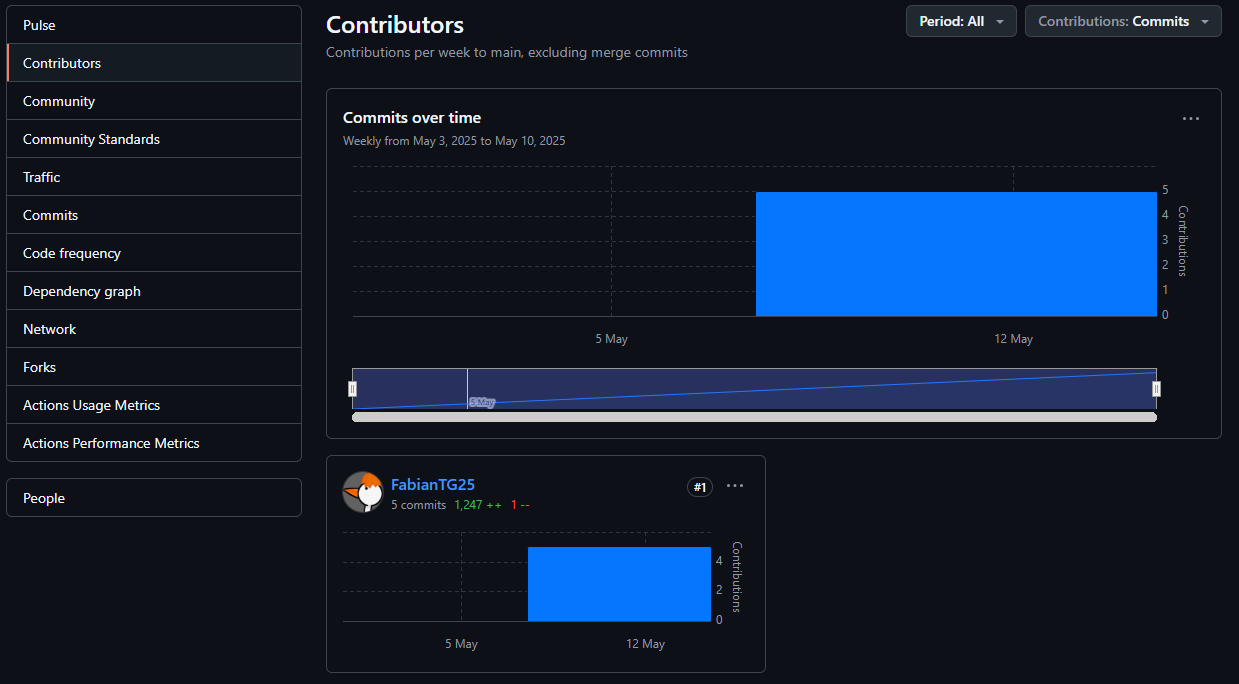 Pulse
Contributors
Community
Community Standards
Traffic
Commits
Code frequency
Dependency graph
Network
Forks
Actions Usage Metrics
Actions Performance Metrics
People
Contributors
Period: All
Contributions: Commits
Contributions per week to main, excluding merge commits
Commits over time
Weekly from May 3, 2025 to May 10, 2025
5
4
3
2
1
0
Contributions
5 May
12 May
5 May
FabianTG25
#1
5 commits 1,247 ++ 1 --
4
2
0
Contributions
5 May
12 May